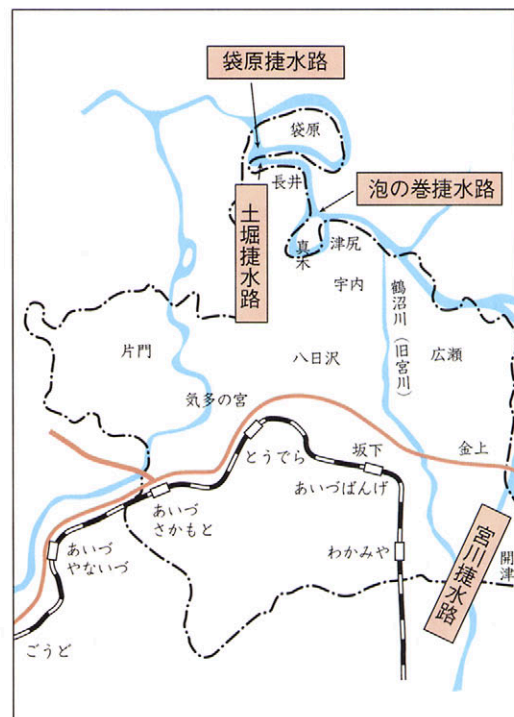 袋原捷水路
袋原
長井
泡の巻捷水路
土堀捷水路
真木
津尻
宇内
鶴沼川（旧宮川）
片門
八日沢
広瀬
気多の宮
とうでら
坂下
金上
あいづばんげ
あいづ
さかもと
あいづ
やないづ
わかみや
宮川捷水路
開津
ごうど